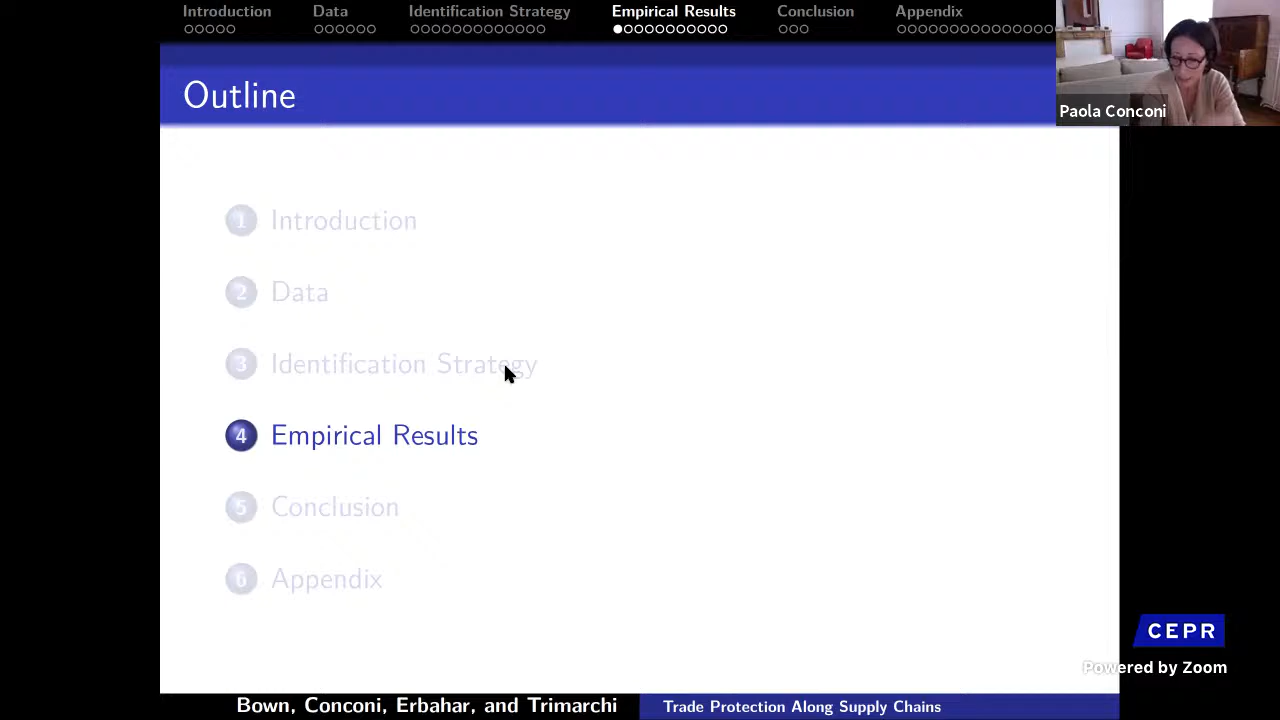 Introduction Data Identification Strategy Empirical Results Conclusion Appendix
Paola Conconi
Outline
1 Introduction
2 Data
3 Identification Strategy
4 Empirical Results
5 Conclusion
6 Appendix
CEPR
Powered by Zoom
Bown, Conconi, Erbahar, and Trimarchi Trade Protection Along Supply Chains